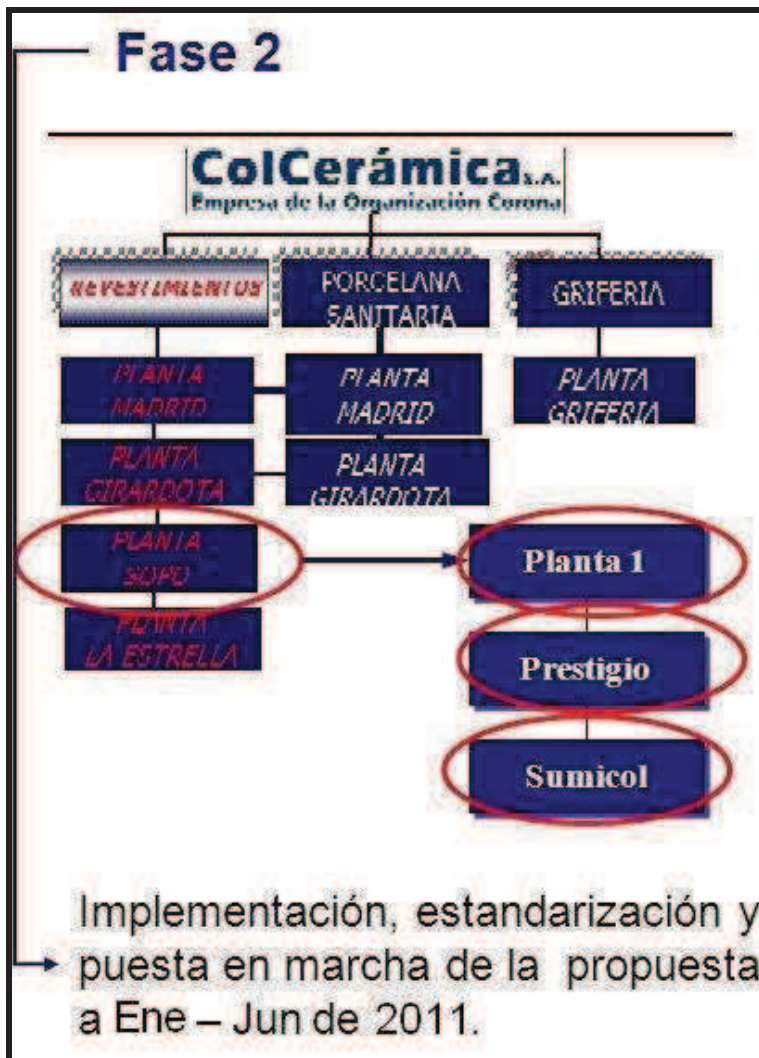 Fase 2
ColCerámica S.A.
Empresa de la Organización Corona
REVESTIMIENTOS
PORCELANA
SANITARIA
GRIFERIA
PLANTA
MADRID
PLANTA
MADRID
PLANTA
GRIFERIA
PLANTA
GIRARDOTA
PLANTA
GIRARDOTA
PLANTA
SOPO
Planta 1
PLANTA
LA ESTRELLA
Prestigio
Sumicol
Implementación, estandarización y
puesta en marcha de la propuesta
a Ene – Jun de 2011.